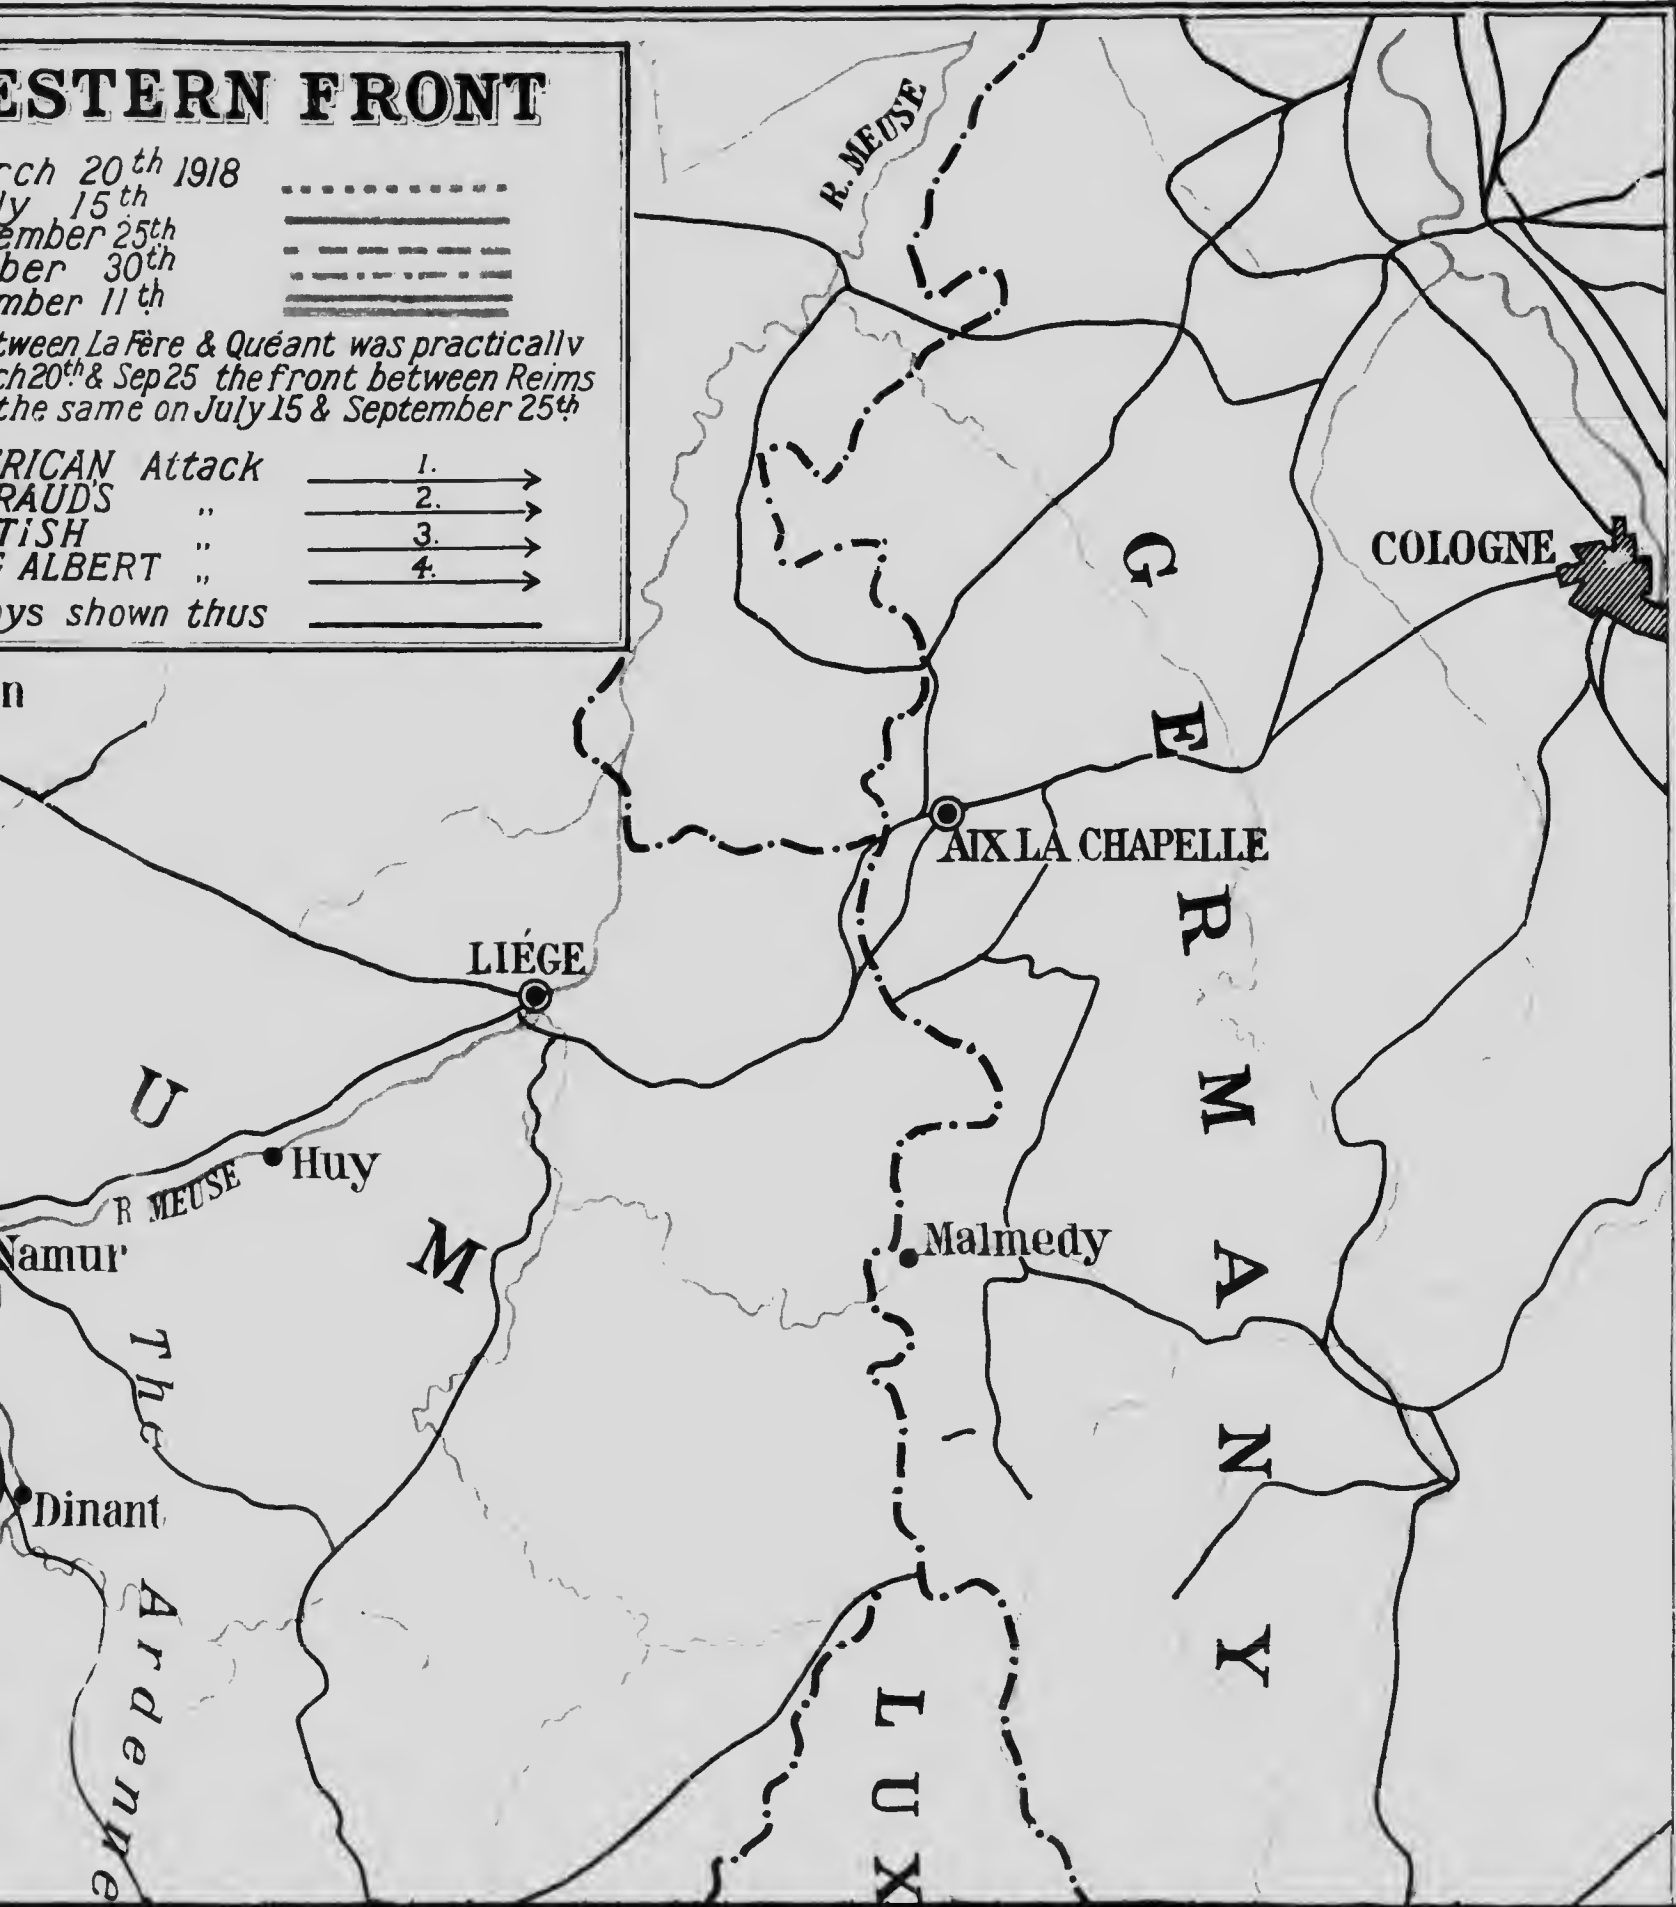 ESTERN FRONT
rch 20th 1918
ly 15th
ember 25th
ber 30th
mber 11th
tween La Fère & Quéant was practically
ch 20th & Sep 25 the front between Reims
the same on July 15 & September 25th
RICAN Attack 1.
RAUD'S ,, 2.
TISH ,, 3.
ALBERT ,, 4.
ys shown thus
R. MEUSE
COLOGNE
n
AIX LA CHAPELLE
LIÉGE
GERMANY
U
M
Huy
R MEUSE
Namur
Malmedy
The Ardenne
Dinant
LUX